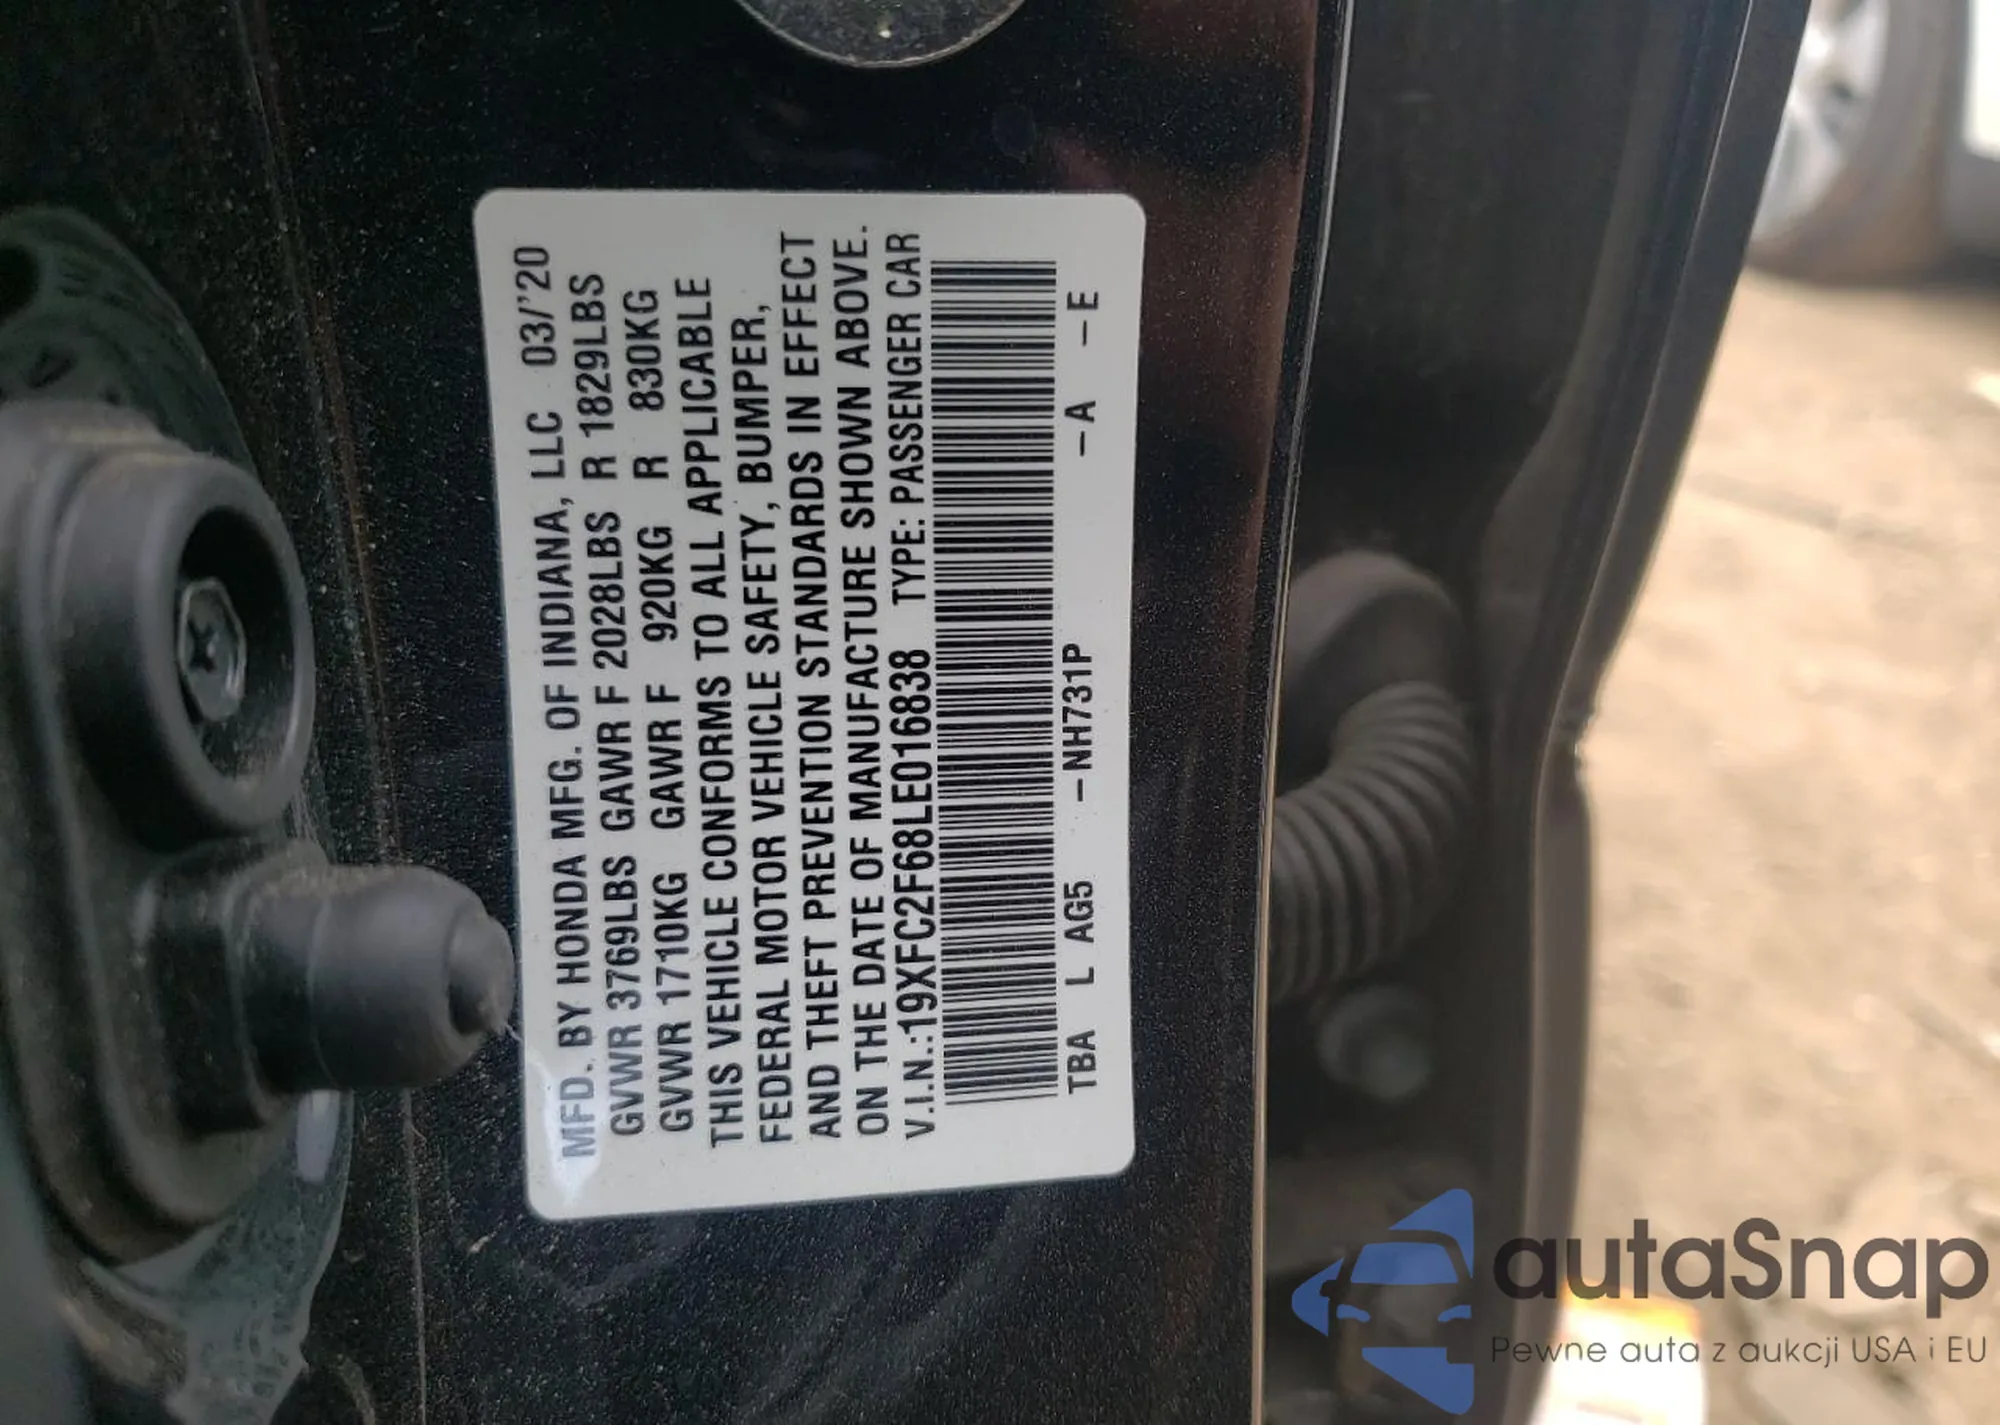 MFD. BY HONDA MFG. OF INDIANA, LLC 03/'20
GVWR 3769LBS GAWR F 2028LBS R 1829LBS
GVWR 1710KG GAWR F 920KG R 830KG
THIS VEHICLE CONFORMS TO ALL APPLICABLE
FEDERAL MOTOR VEHICLE SAFETY, BUMPER,
AND THEFT PREVENTION STANDARDS IN EFFECT
ON THE DATE OF MANUFACTURE SHOWN ABOVE.
V.I.N.:19XFC2F68LE016838 TYPE: PASSENGER CAR
TBA L AG5 -NH731P -A -E
autaSnap
Pewne auta z aukcji USA i EU